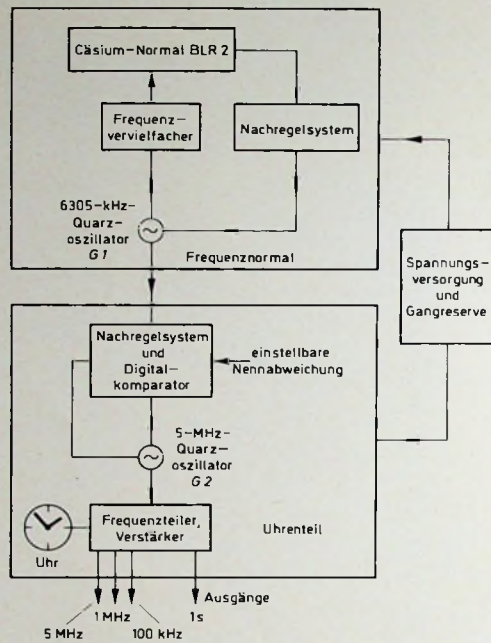 Cäsium-Normal BLR 2
Frequenz-
vervielfacher
Nachregelsystem
6305-kHz-
Quarz-
oszillator
G1
Frequenznormal
Spannungs-
versorgung
und
Gangreserve
Nachregelsystem
und
Digital-
komparator
einstellbare
Nennabweichung
5-MHz-
Quarz-
oszillator
G2
Frequenzteiler,
Verstärker
Uhrenteil
Uhr
Ausgänge
1MHz
1s
5 MHz
100 kHz